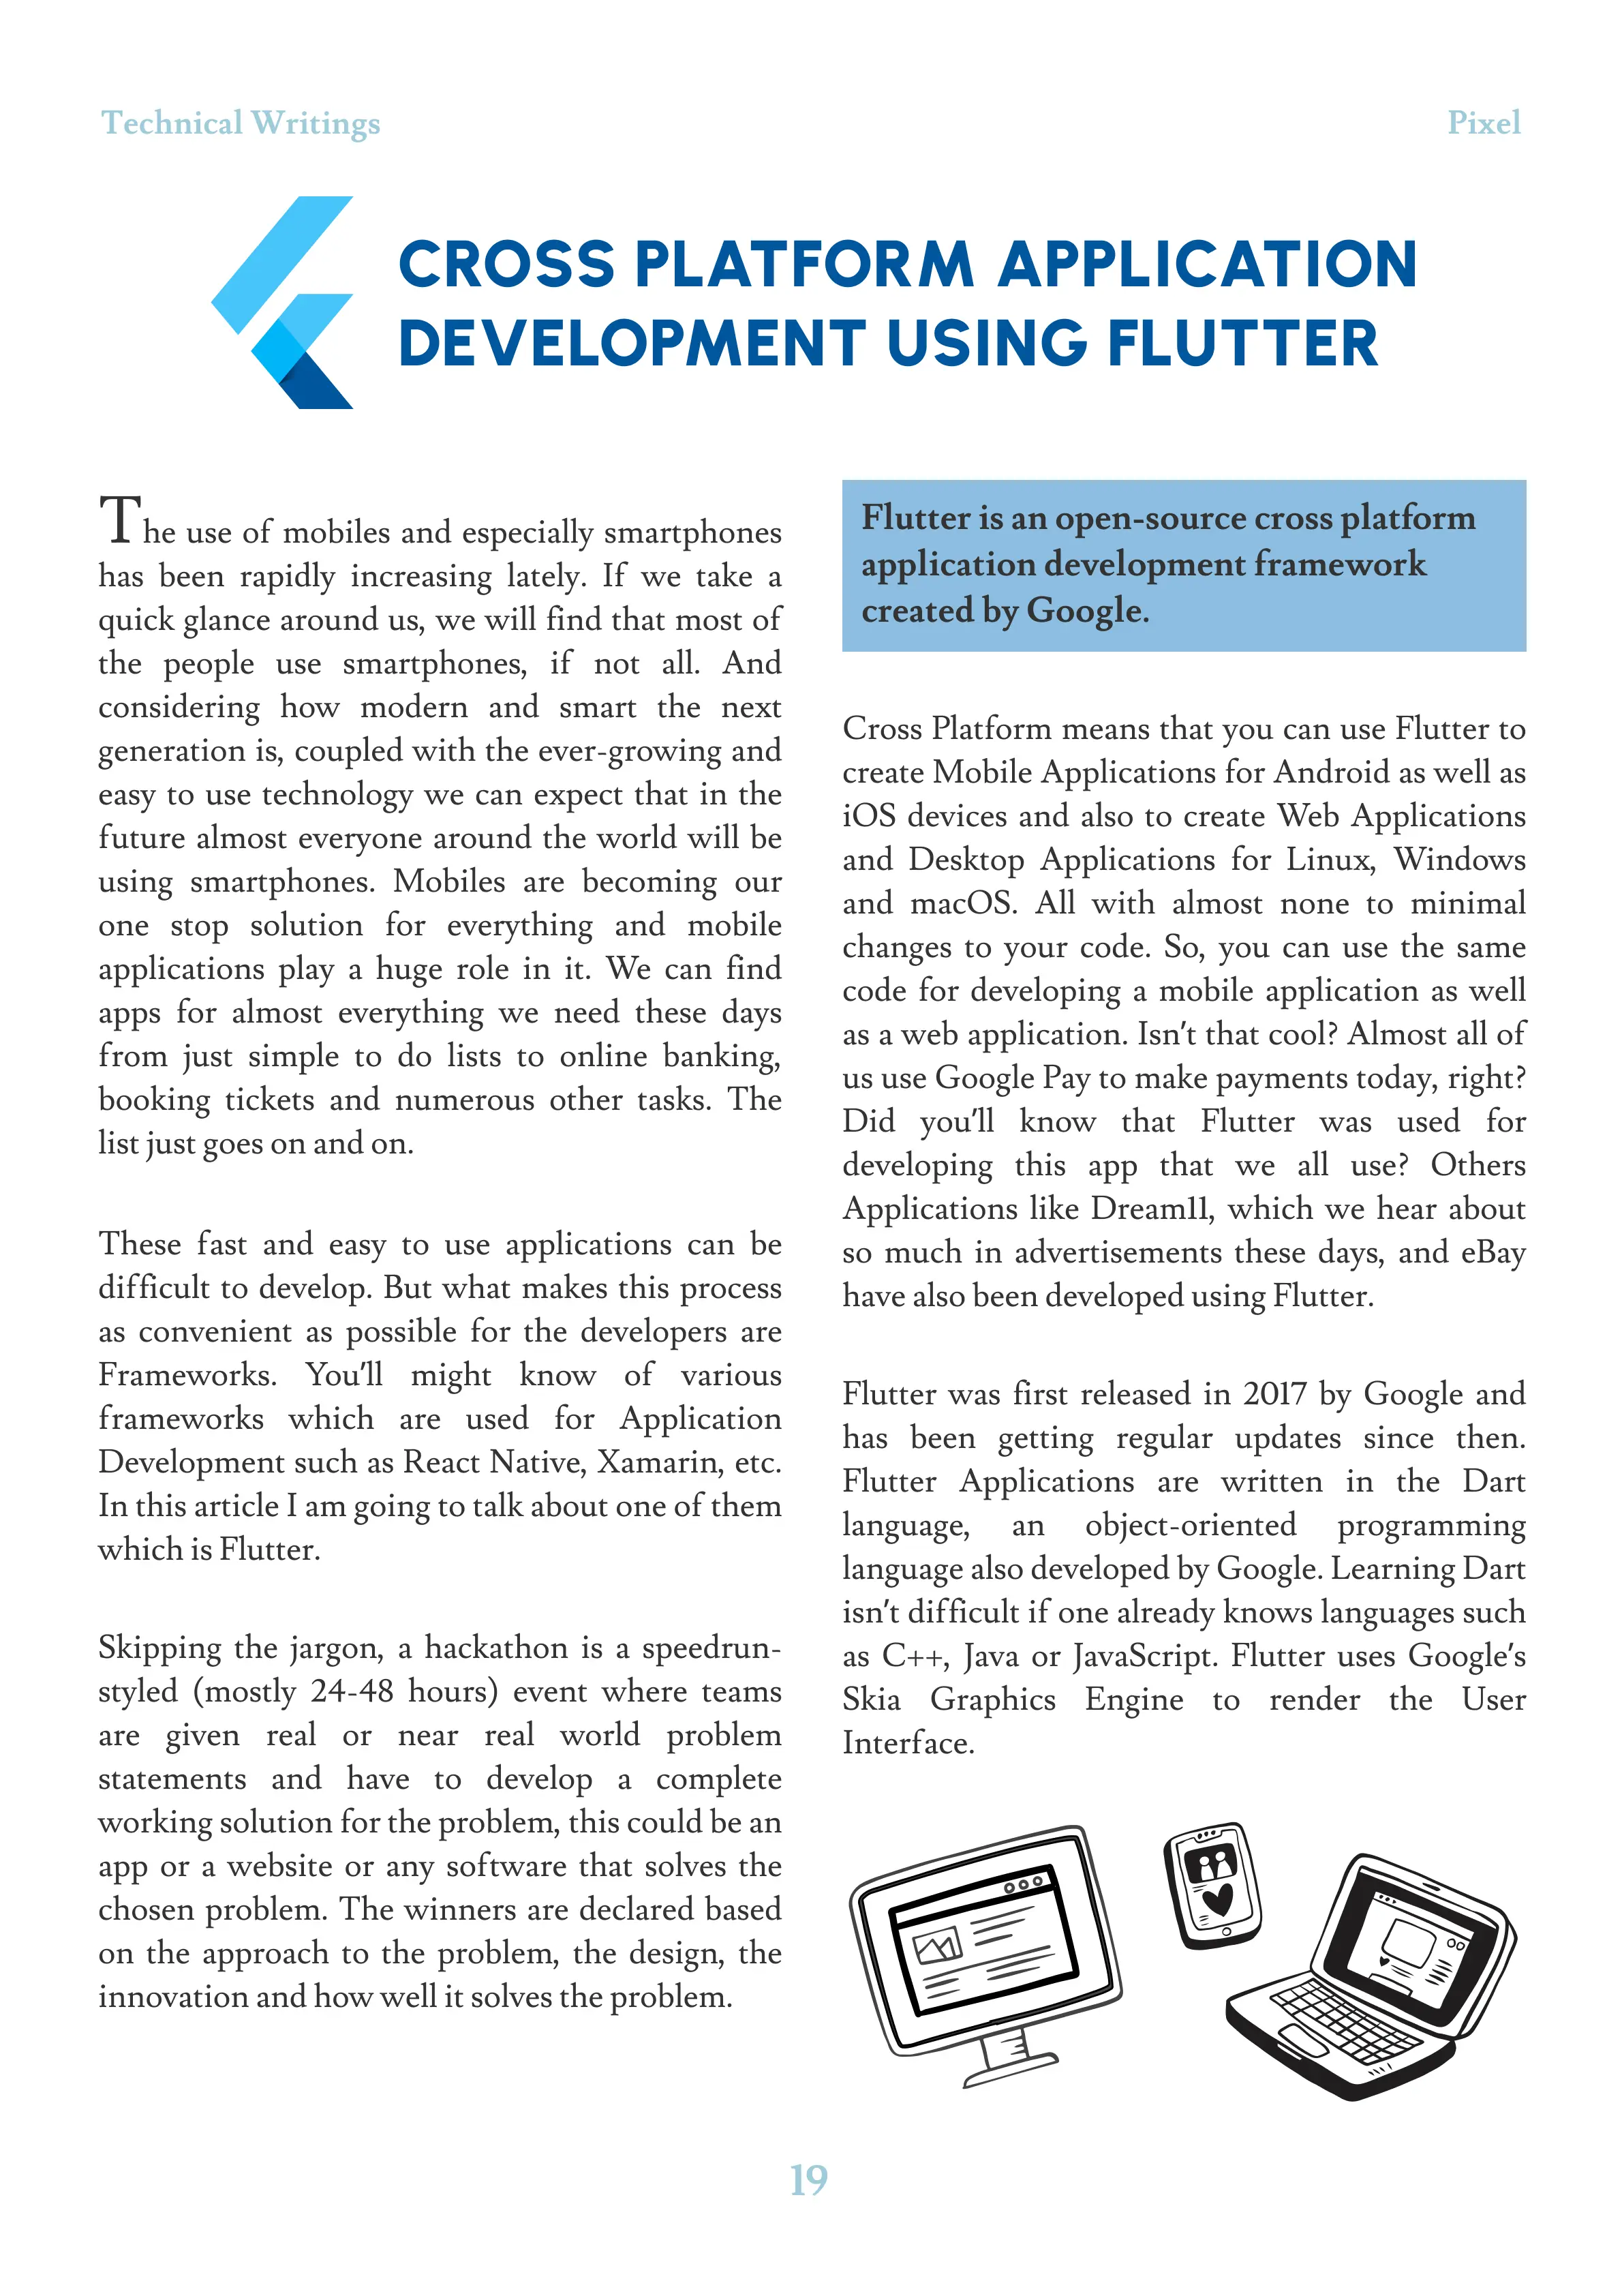 Technical Writings
Pixel
CROSS PLATFORM APPLICATION
DEVELOPMENT USING FLUTTER
The use of mobiles and especially smartphones
has been rapidly increasing lately. If we take a
quick glance around us, we will find that most of
the people use smartphones, if not all. And
considering how modern and smart the next
generation is, coupled with the ever-growing and
easy to use technology we can expect that in the
future almost everyone around the world will be
using smartphones. Mobiles are becoming our
one stop solution for everything and mobile
applications play a huge role in it. We can find
apps for almost everything we need these days
from just simple to do lists to online banking,
booking tickets and numerous other tasks. The
list just goes on and on.
These fast and easy to use applications can be
difficult to develop. But what makes this process
as convenient as possible for the developers are
Frameworks. You'll might know of various
frameworks which are used for Application
Development such as React Native, Xamarin, etc.
In this article I am going to talk about one of them
which is Flutter.
Skipping the jargon, a hackathon is a speedrun-
styled (mostly 24-48 hours) event where teams
are given real or near real world problem
statements and have to develop a complete
working solution for the problem, this could be an
app or a website or any software that solves the
chosen problem. The winners are declared based
on the approach to the problem, the design, the
innovation and how well it solves the problem.
Flutter is an open-source cross platform
application development framework
created by Google.
Cross Platform means that you can use Flutter to
create Mobile Applications for Android as well as
iOS devices and also to create Web Applications
and Desktop Applications for Linux, Windows
and macOS. All with almost none to minimal
changes to your code. So, you can use the same
code for developing a mobile application as well
as a web application. Isn't that cool? Almost all of
us use Google Pay to make payments today, right?
Did you'll know that Flutter was used for
developing this app that we all use? Others
Applications like Dream11, which we hear about
so much in advertisements these days, and eBay
have also been developed using Flutter.
Flutter was first released in 2017 by Google and
has been getting regular updates since then.
Flutter Applications are written in the Dart
language, an object-oriented programming
language also developed by Google. Learning Dart
isn't difficult if one already knows languages such
as C++, Java or JavaScript. Flutter uses Google's
Skia Graphics Engine to render the User
Interface.
19